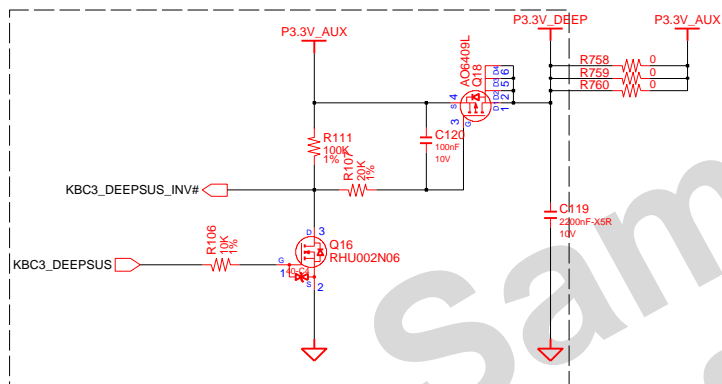 P3.3V_AUX
P3.3V_DEEP
P3.3V_AUX
AO6409L
Q18
S
4
D4 6
D3 5
D2 2
D1 1
3
G
R758 0
R759 0
R760 0
R111
100K
1%
R107
20K
1%
C120
100nF
10V
KBC3_DEEPSUS_INV#
C119
2200nF-X5R
10V
D 3
Q16
RHU002N06
R106
10K
1%
G
1
S
2
KBC3_DEEPSUS
Sam